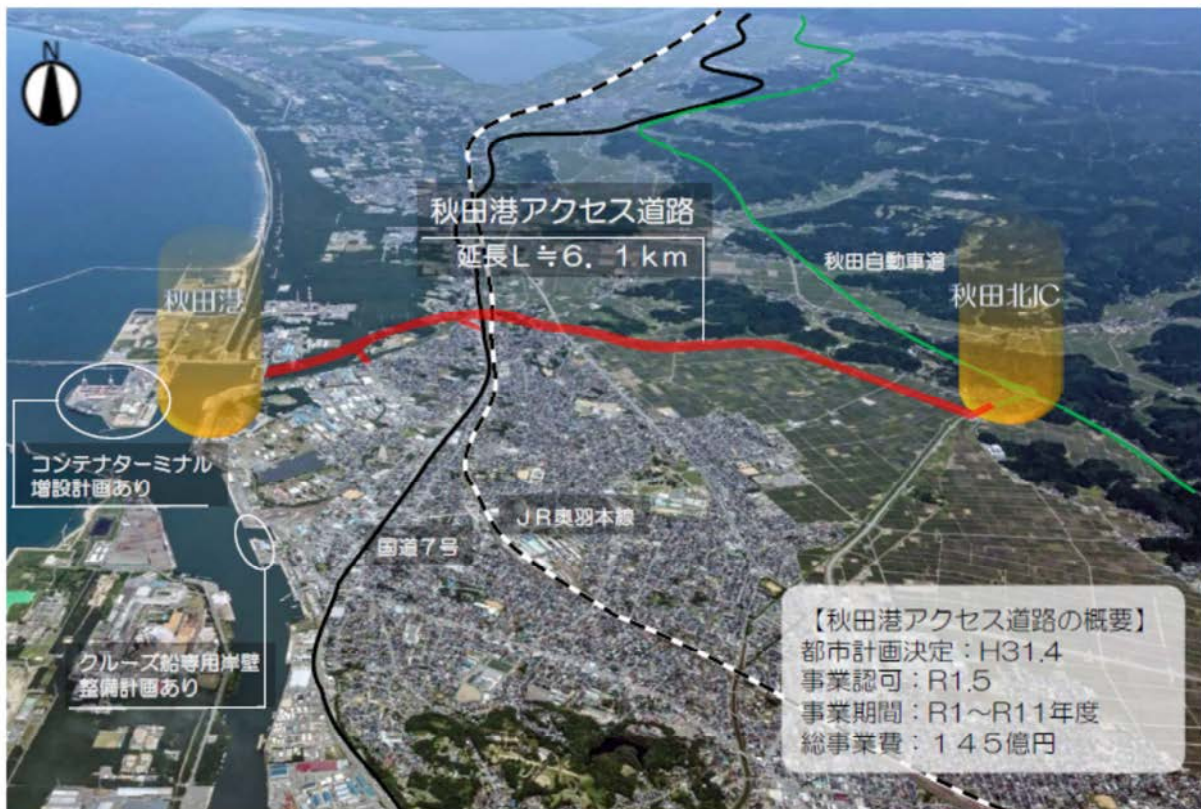 N
秋田港アクセス道路
延長L≒6.1km
秋田自動車道
秋田港
秋田北IC
コンテナターミナル
増設計画あり
JR奥羽本線
国道7号
クルーズ船専用岸壁
整備計画あり
【秋田港アクセス道路の概要】
都市計画決定:H31.4
事業認可:R1.5
事業期間:R1~R11年度
総事業費:145億円